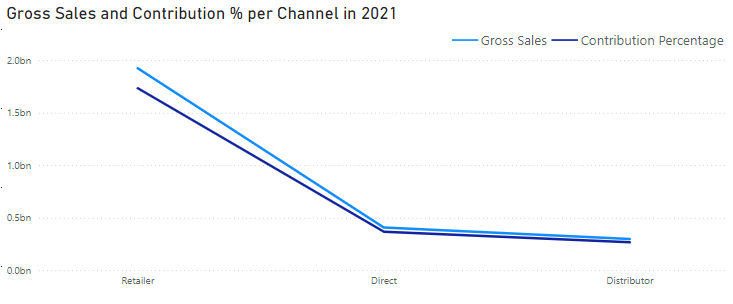 Gross Sales and Contribution % per Channel in 2021
Gross Sales Contribution Percentage
2.0bn
1.5bn
1.0bn
0.5bn
0.0bn
Retailer Direct Distributor